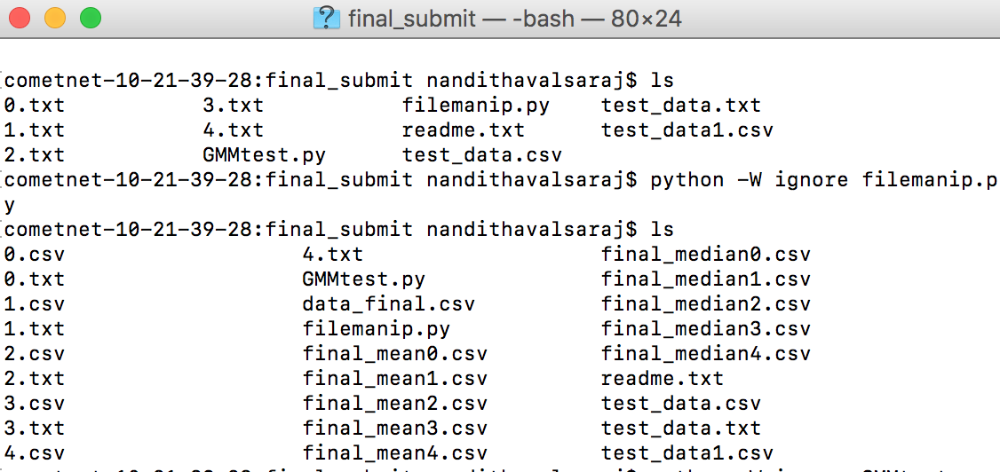 final_submit — -bash — 80×24
cometnet-10-21-39-28:final_submit nandithavalsaraj$ ls
0.txt 3.txt filemanip.py test_data.txt
1.txt 4.txt readme.txt test_data1.csv
2.txt GMMtest.py test_data.csv
cometnet-10-21-39-28:final_submit nandithavalsaraj$ python -W ignore filemanip.p
y
cometnet-10-21-39-28:final_submit nandithavalsaraj$ ls
0.csv 4.txt final_median0.csv
0.txt GMMtest.py final_median1.csv
1.csv data_final.csv final_median2.csv
1.txt filemanip.py final_median3.csv
2.csv final_mean0.csv final_median4.csv
2.txt final_mean1.csv readme.txt
3.csv final_mean2.csv test_data.csv
3.txt final_mean3.csv test_data.txt
4.csv final_mean4.csv test_data1.csv